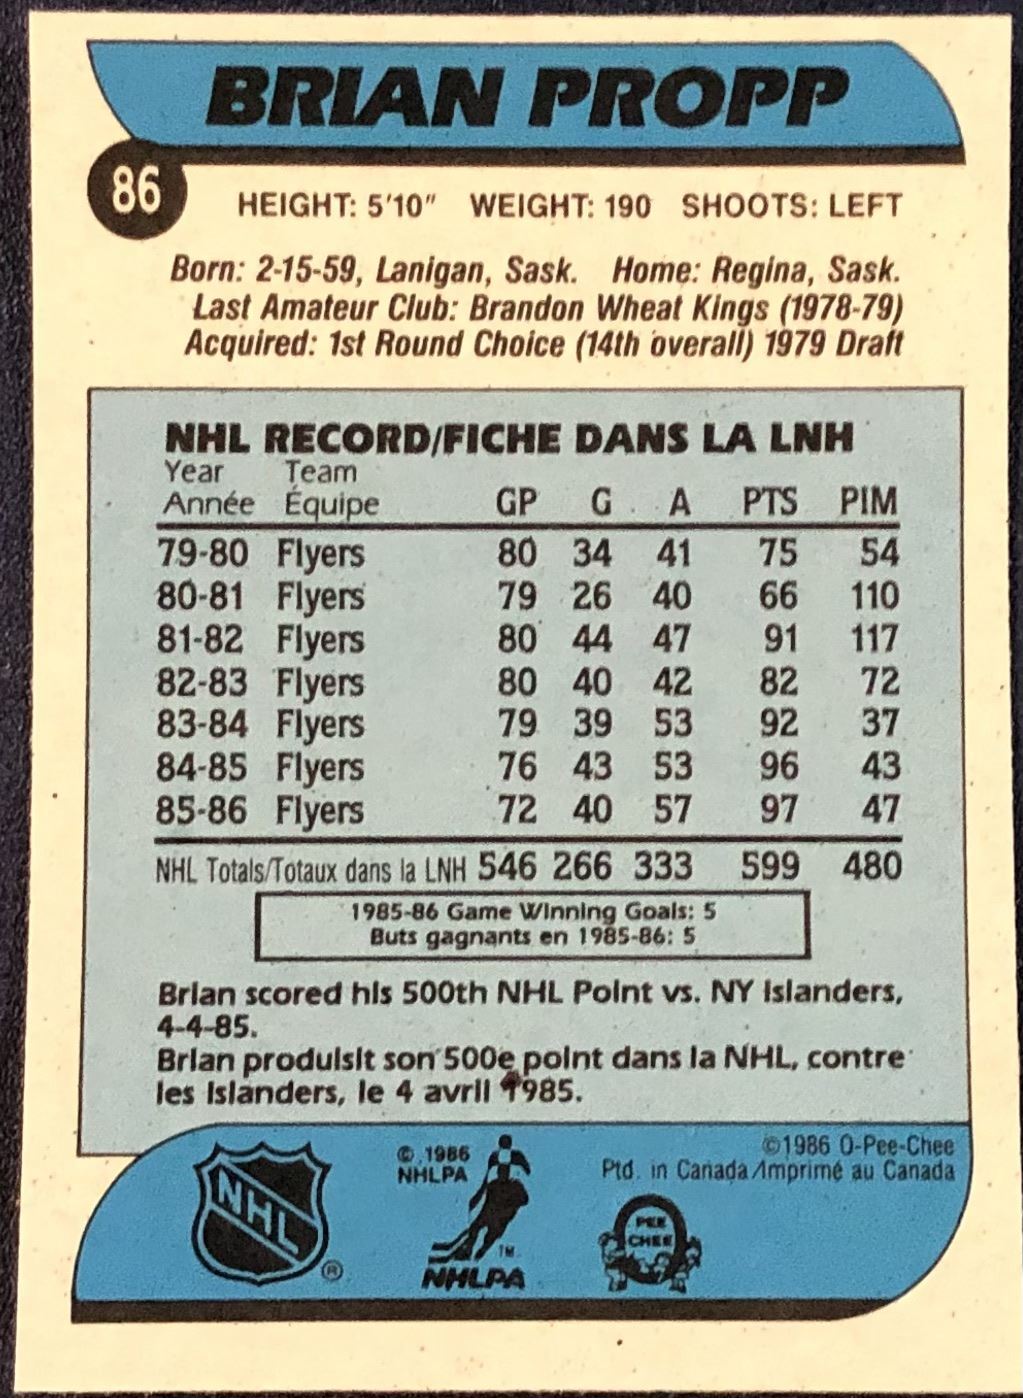 BRIAN PROPP
86
HEIGHT: 5'10" WEIGHT: 190 SHOOTS: LEFT
Born: 2-15-59, Lanigan, Sask. Home: Regina, Sask.
Last Amateur Club: Brandon Wheat Kings (1978-79)
Acquired: 1st Round Choice (14th overall) 1979 Draft
NHL RECORD/FICHE DANS LA LNH
Year Team
Année Équipe GP G A PTS PIM
79-80 Flyers 80 34 41 75 54
80-81 Flyers 79 26 40 66 110
81-82 Flyers 80 44 47 91 117
82-83 Flyers 80 40 42 82 72
83-84 Flyers 79 39 53 92 37
84-85 Flyers 76 43 53 96 43
85-86 Flyers 72 40 57 97 47
NHL Totals/Totaux dans la LNH 546 266 333 599 480
1985-86 Game Winning Goals: 5
Buts gagnants en 1985-86: 5
Brian scored his 500th NHL Point vs. NY Islanders,
4-4-85.
Brian produisit son 500e point dans la NHL, contre
les Islanders, le 4 avril 1985.
NHL
®
© 1986
NHLPA
TM
NHLPA
©1986 O-Pee-Chee
Ptd. in Canada/Imprimé au Canada
PEE
CHEE